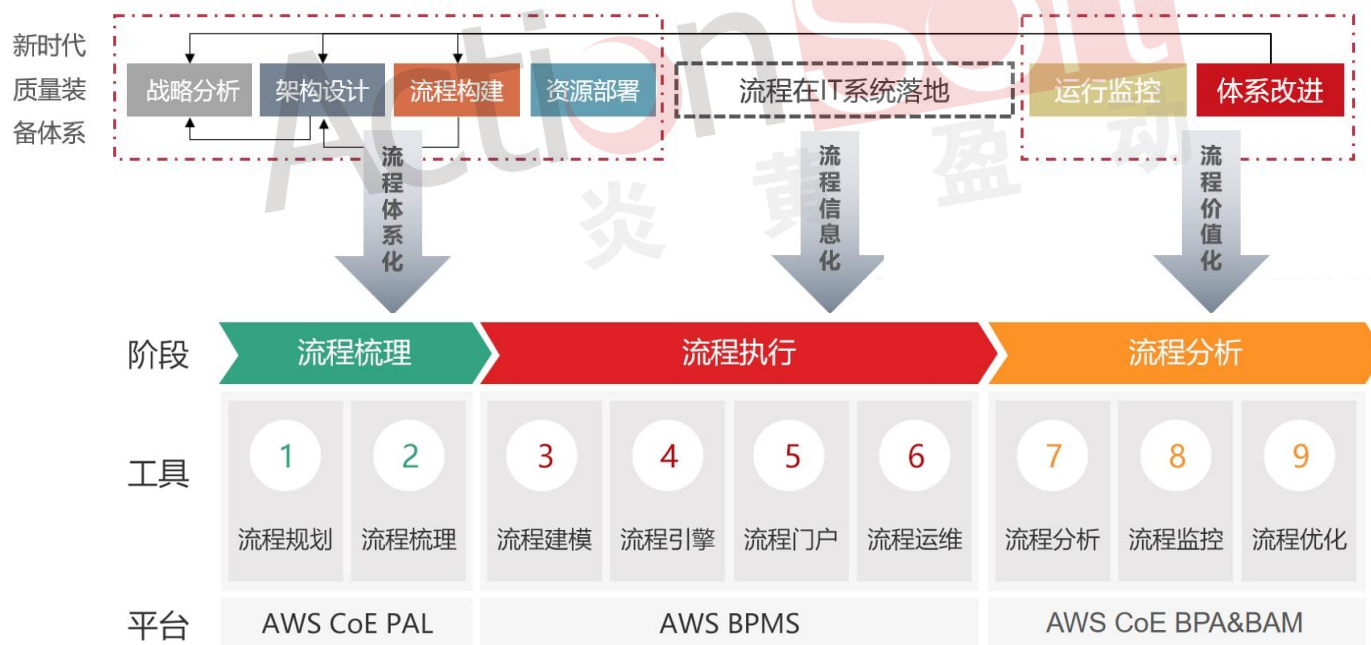 新时代
质量装
备体系
战略分析
架构设计
流程构建
资源部署
流程在IT系统落地
运行监控
体系改进
ActionSoft
炎黄盈动
流程体系化
流程信息化
流程价值化
阶段
流程梳理
流程执行
流程分析
工具
1
2
3
4
5
6
7
8
9
流程规划
流程梳理
流程建模
流程引擎
流程门户
流程运维
流程分析
流程监控
流程优化
平台
AWS CoE PAL
AWS BPMS
AWS CoE BPA&BAM